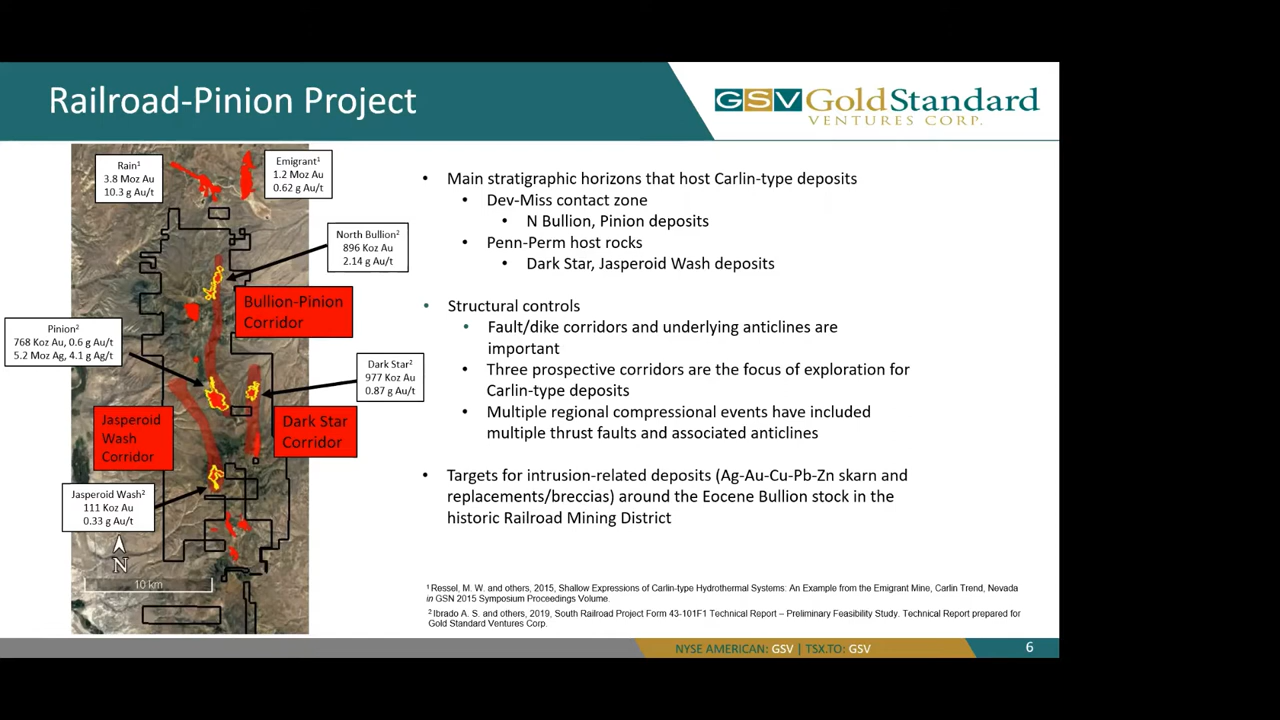 Railroad-Pinion Project
GSV GoldStandard
VENTURES CORP.
Rain¹
3.8 Moz Au
10.3 g Au/t
Emigrant¹
1.2 Moz Au
0.62 g Au/t
North Bullion²
896 Koz Au
2.14 g Au/t
Bullion-Pinion
Corridor
Pinion²
768 Koz Au, 0.6 g Au/t
5.2 Moz Ag, 4.1 g Ag/t
Dark Star²
977 Koz Au
0.87 g Au/t
Jasperoid
Wash
Corridor
Dark Star
Corridor
Jasperoid Wash²
111 Koz Au
0.33 g Au/t
N
10 km
• Main stratigraphic horizons that host Carlin-type deposits
• Dev-Miss contact zone
• N Bullion, Pinion deposits
• Penn-Perm host rocks
• Dark Star, Jasperoid Wash deposits
• Structural controls
• Fault/dike corridors and underlying anticlines are
important
• Three prospective corridors are the focus of exploration for
Carlin-type deposits
• Multiple regional compressional events have included
multiple thrust faults and associated anticlines
• Targets for intrusion-related deposits (Ag-Au-Cu-Pb-Zn skarn and
replacements/breccias) around the Eocene Bullion stock in the
historic Railroad Mining District
¹ Ressel, M. W. and others, 2015, Shallow Expressions of Carlin-type Hydrothermal Systems: An Example from the Emigrant Mine, Carlin Trend, Nevada
in GSN 2015 Symposium Proceedings Volume.
² Ibrado A. S. and others, 2019, South Railroad Project Form 43-101F1 Technical Report – Preliminary Feasibility Study. Technical Report prepared for
Gold Standard Ventures Corp.
NYSE AMERICAN: GSV | TSX.TO: GSV
6